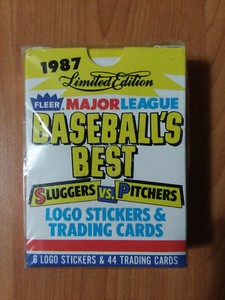 1987
Limited Edition
FLEER MAJOR LEAGUE
BASEBALL'S
BEST
SLUGGERS VS. PITCHERS
LOGO STICKERS &
TRADING CARDS
6 LOGO STICKERS & 44 TRADING CARDS